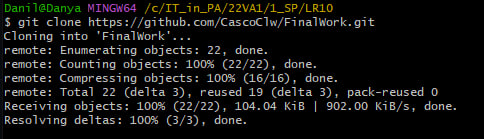 Danil@Danya MINGW64 /c/IT_in_PA/22VA1/1_SP/LR10
$ git clone https://github.com/CascoClw/FinalWork.git
Cloning into 'FinalWork'...
remote: Enumerating objects: 22, done.
remote: Counting objects: 100% (22/22), done.
remote: Compressing objects: 100% (16/16), done.
remote: Total 22 (delta 3), reused 19 (delta 3), pack-reused 0
Receiving objects: 100% (22/22), 104.04 KiB | 902.00 KiB/s, done.
Resolving deltas: 100% (3/3), done.